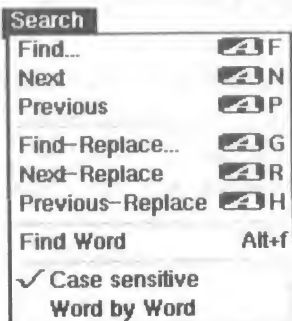 Search
Find... F
Next N
Previous P
Find-Replace... G
Next-Replace R
Previous-Replace H
Find Word Alt+f
✓ Case sensitive
Word by Word